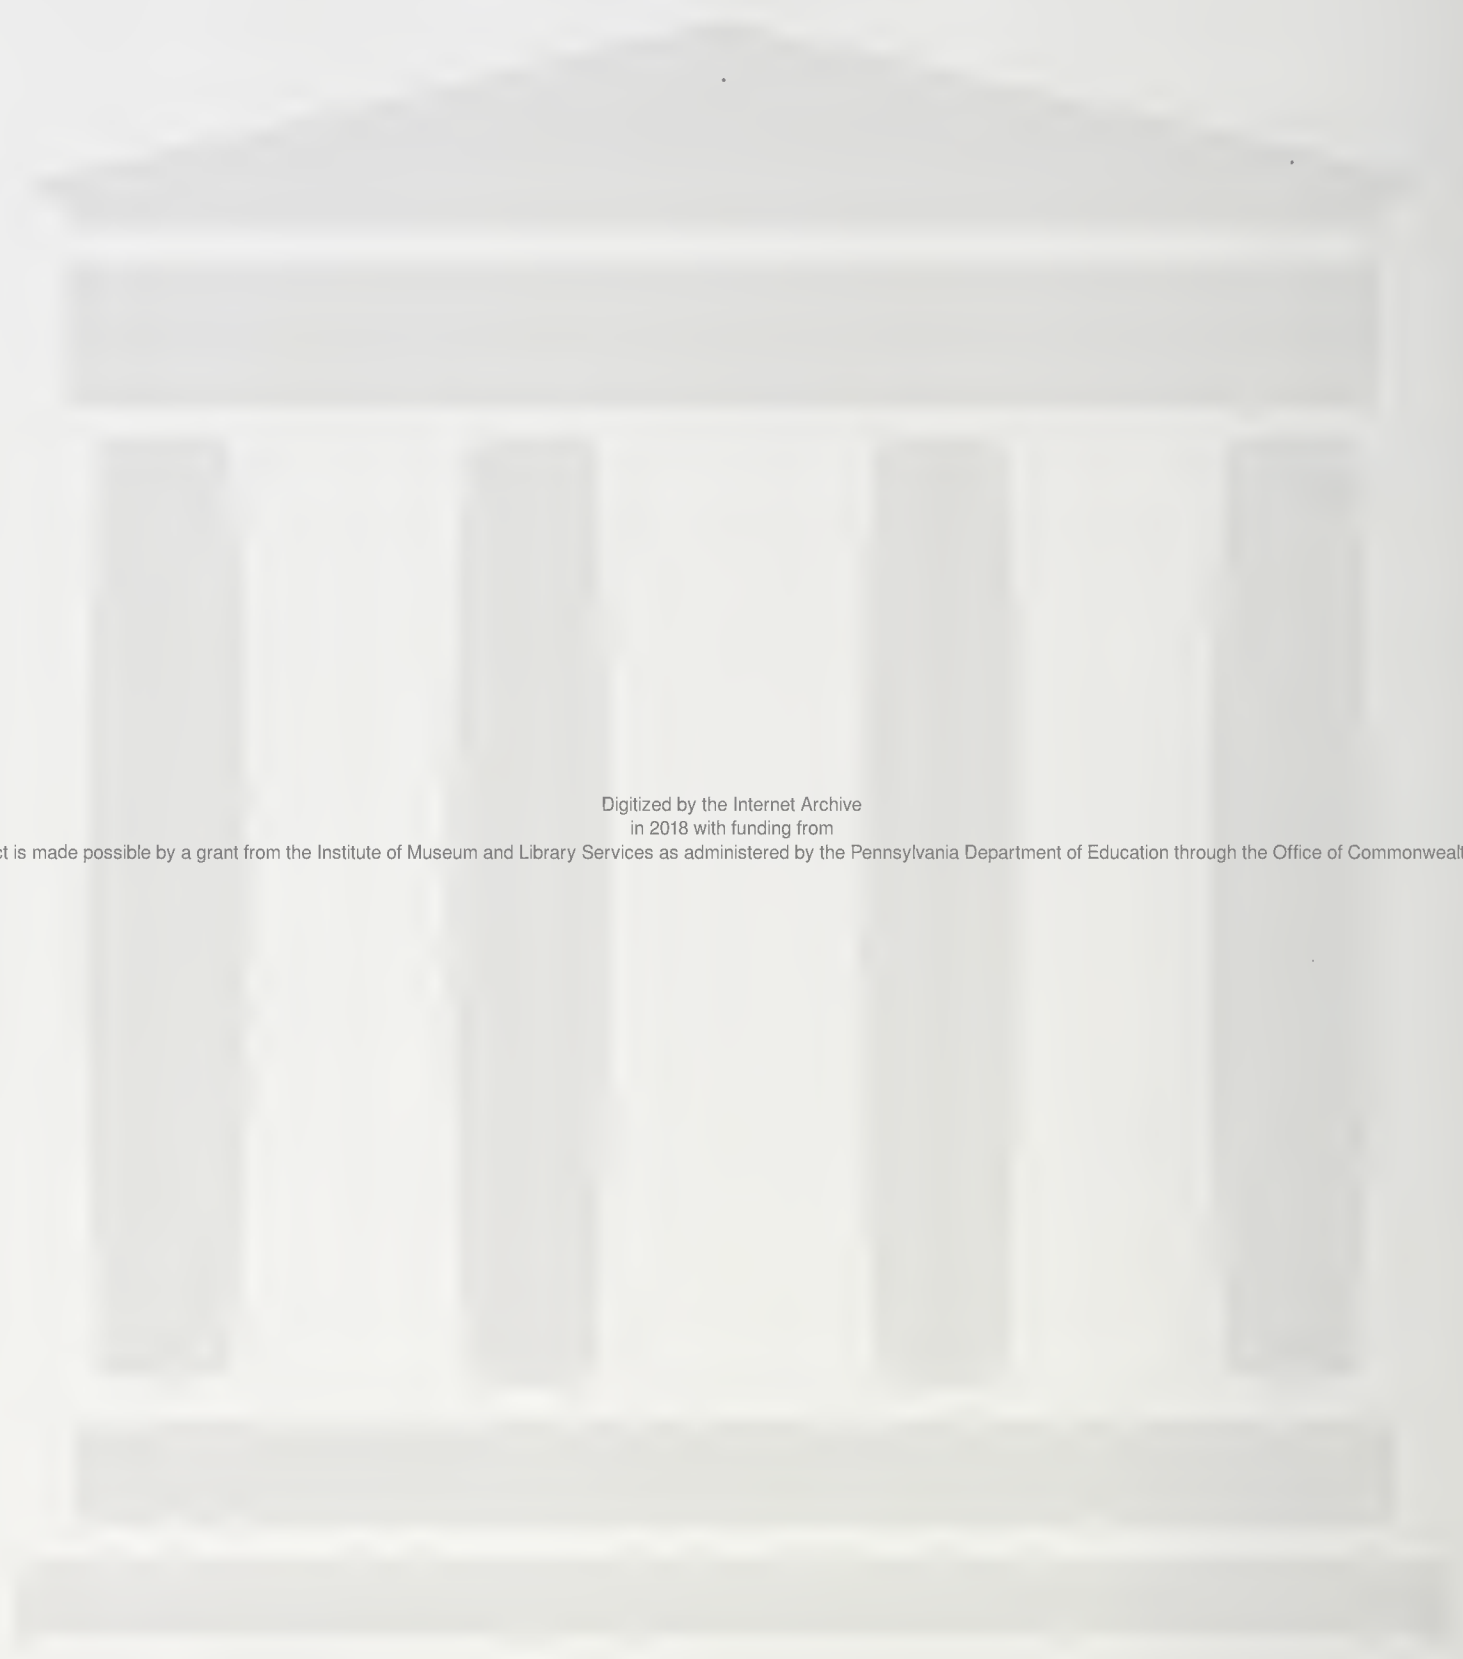 Digitized by the Internet Archive
in 2018 with funding from
is made possible by a grant from the Institute of Museum and Library Services as administered by the Pennsylvania Department of Education through the Office of